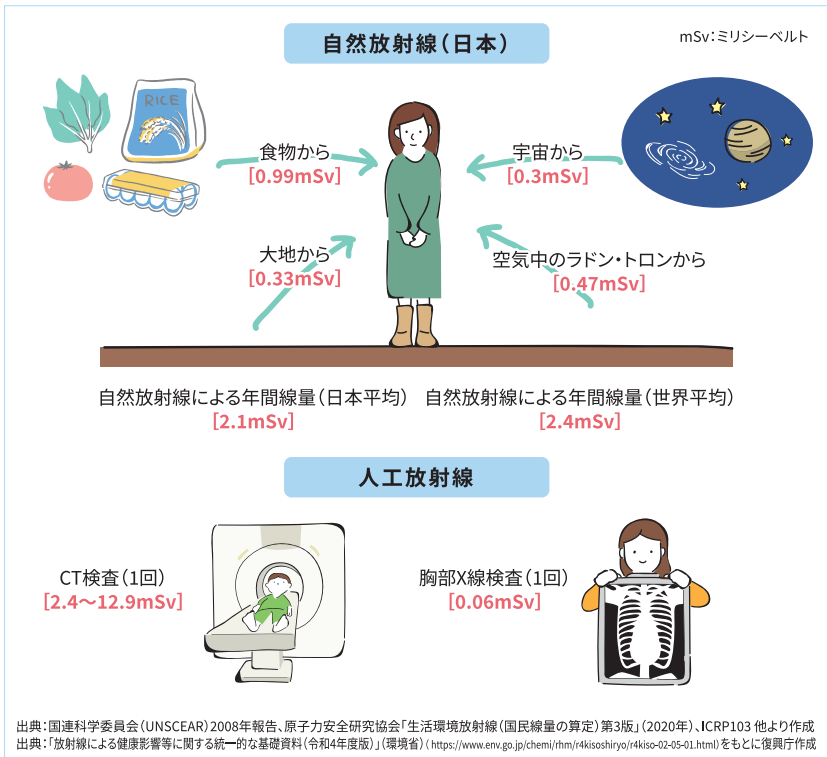 自然放射線（日本）
mSv：ミリシーベルト
RICE
食物から
［0.99mSv］
宇宙から
［0.3mSv］
大地から
［0.33mSv］
空気中のラドン・トロンから
［0.47mSv］
自然放射線による年間線量（日本平均）
［2.1mSv］
自然放射線による年間線量（世界平均）
［2.4mSv］
人工放射線
CT検査（1回）
［2.4〜12.9mSv］
胸部X線検査（1回）
［0.06mSv］
出典：国連科学委員会（UNSCEAR）2008年報告、原子力安全研究協会「生活環境放射線（国民線量の算定）第3版」（2020年）、ICRP103 他より作成
出典：「放射線による健康影響等に関する統一的な基礎資料（令和4年度版）」（環境省）（https://www.env.go.jp/chemi/rhm/r4kisoshiryo/r4kiso-02-05-01.html）をもとに復興庁作成